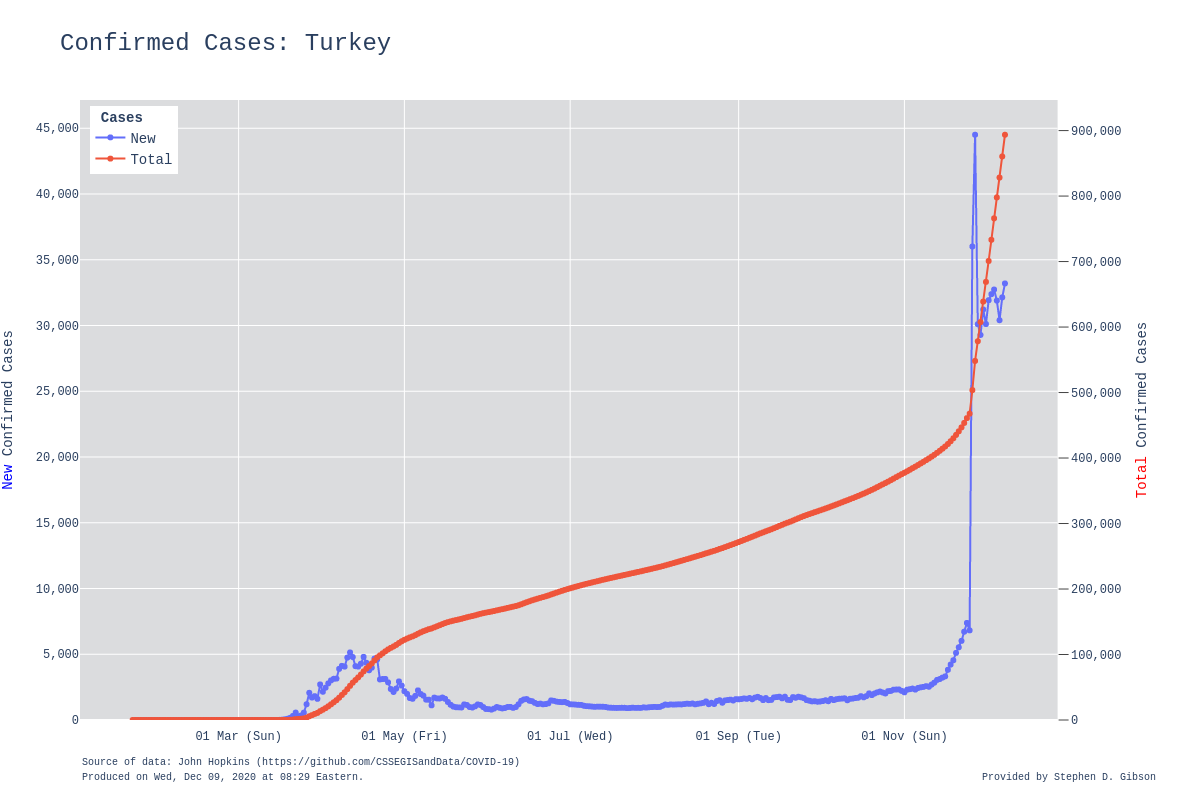 Confirmed Cases: Turkey
Cases
New
Total
45,000
40,000
35,000
30,000
25,000
20,000
15,000
10,000
5,000
0
New Confirmed Cases
900,000
800,000
700,000
600,000
500,000
400,000
300,000
200,000
100,000
0
Total Confirmed Cases
01 Mar (Sun)
01 May (Fri)
01 Jul (Wed)
01 Sep (Tue)
01 Nov (Sun)
Source of data: John Hopkins (https://github.com/CSSEGISandData/COVID-19)
Produced on Wed, Dec 09, 2020 at 08:29 Eastern.
Provided by Stephen D. Gibson